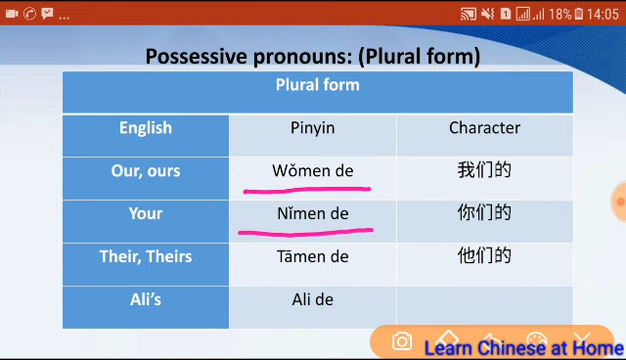 ... 18% 14:05
Possessive pronouns: (Plural form)
Plural form
English Pinyin Character
Our, ours Wǒmen de 我们的
Your Nǐmen de 你们的
Their, Theirs Tāmen de 他们的
Ali's Ali de
Learn Chinese at Home